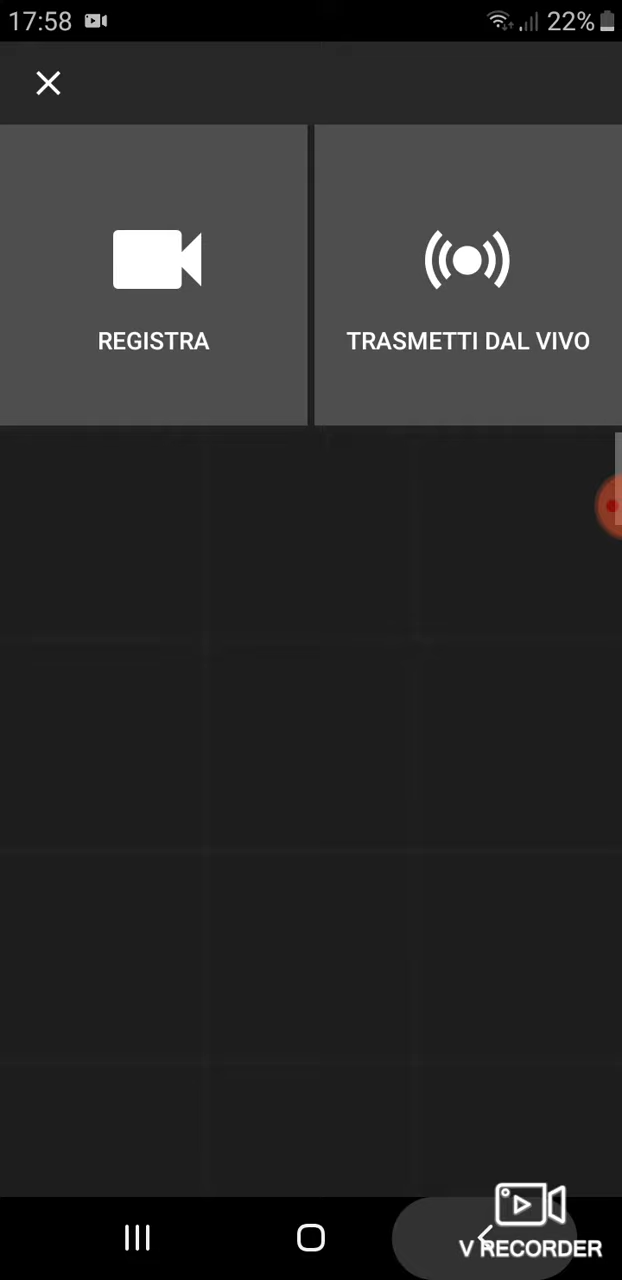 17:58
22%
REGISTRA
TRASMETTI DAL VIVO
V RECORDER